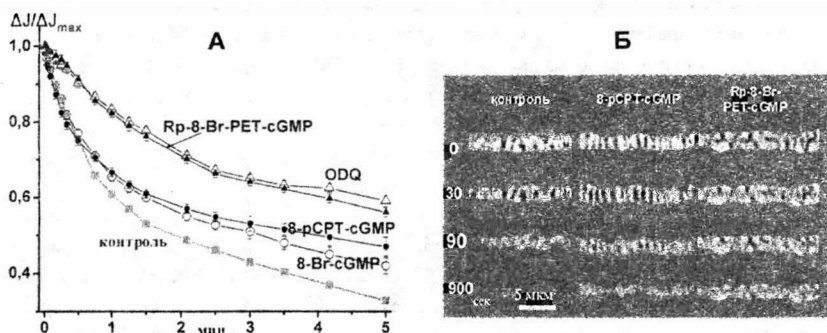 ΔJ/ΔJmax
А
1,0
0,8
0,6
0,4
Rp-8-Br-PET-cGMP
ODQ
8-pCPT-cGMP
контроль
8-Br-cGMP
0 1 2 3 4 5
мин
Б
контроль 8-pCPT-cGMP Rp-8-Br-
PET-cGMP
0
30
90
900 сек
5 мкм